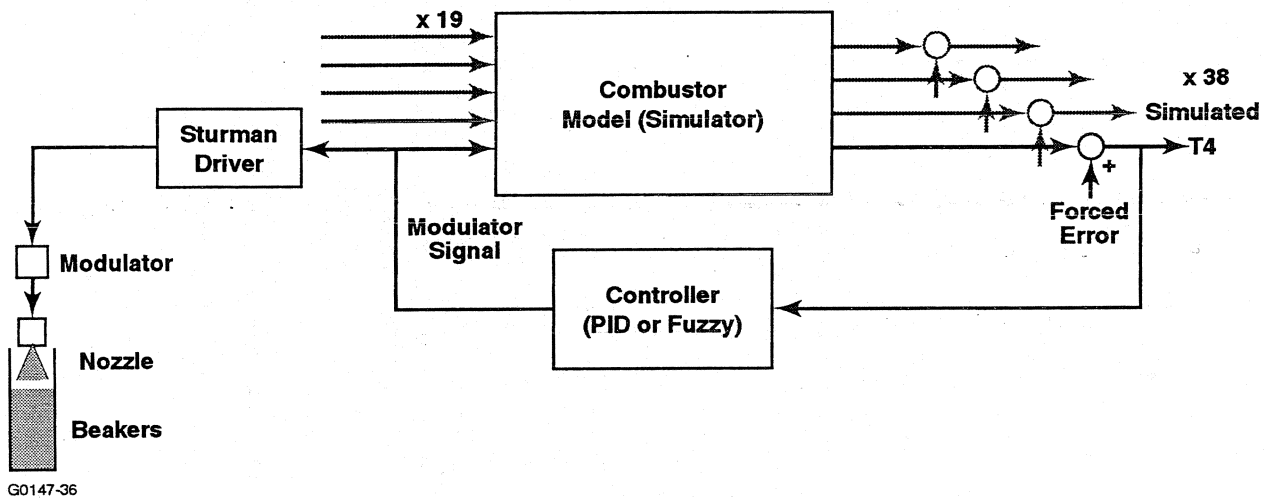 x 19
Combustor
Model (Simulator)
x 38
Simulated
T4
+
Forced
Error
Sturman
Driver
Modulator
Signal
Controller
(PID or Fuzzy)
Modulator
Nozzle
Beakers
G0147-36